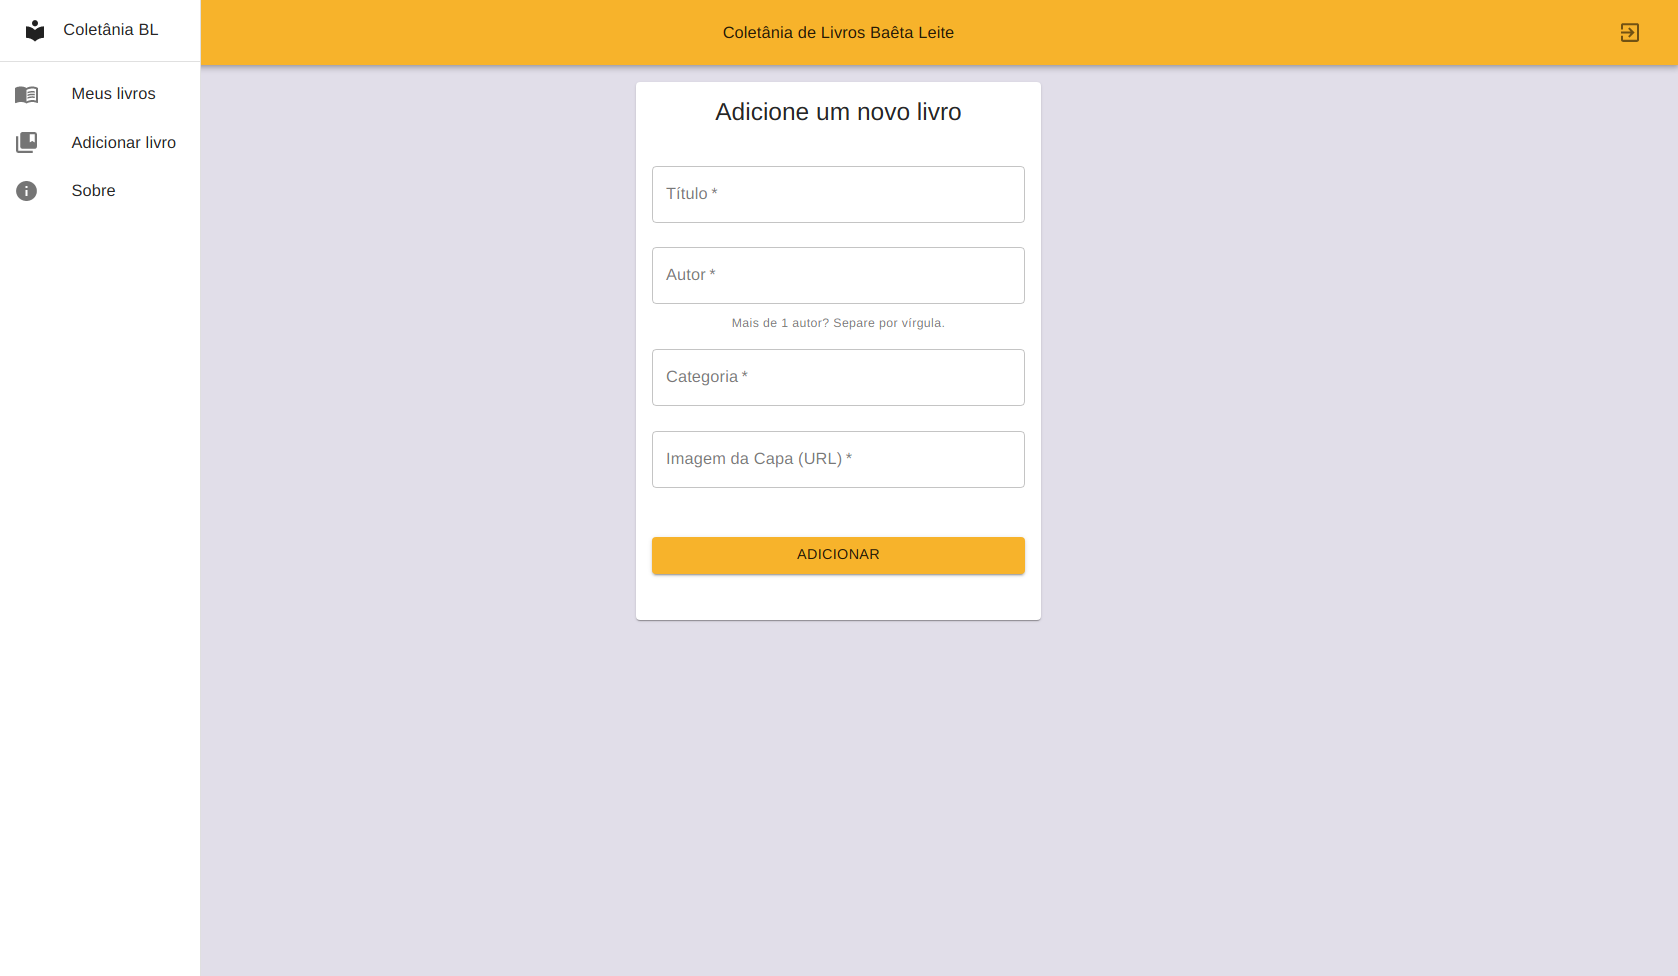 Coletânia BL
Coletânia de Livros Baêta Leite
Meus livros
Adicionar livro
Sobre
Adicione um novo livro
Título *
Autor *
Mais de 1 autor? Separe por vírgula.
Categoria *
Imagem da Capa (URL) *
ADICIONAR